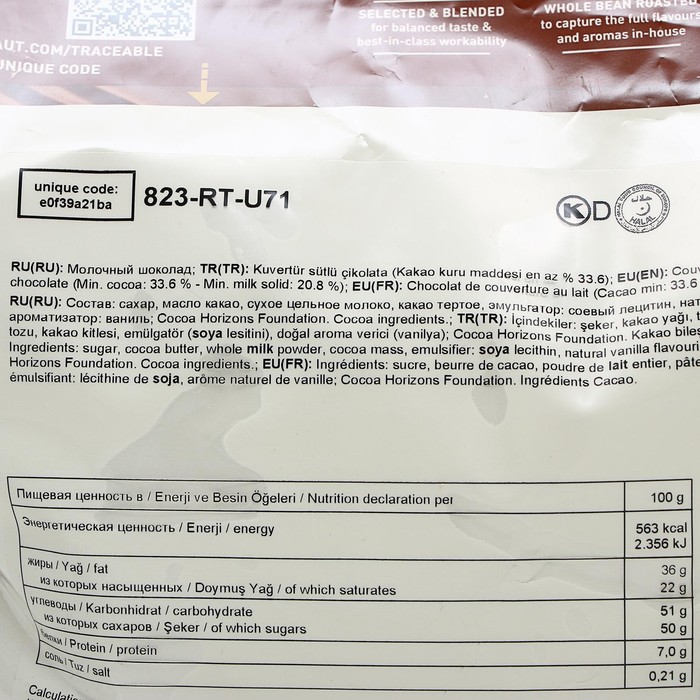 SELECTED & BLENDED
for balanced taste &
best-in-class workability
WHOLE BEAN ROASTED
to capture the full flavours
and aromas in-house
AUT.COM/TRACEABLE
UNIQUE CODE
unique code:
e0f39a21ba
823-RT-U71
K D
HALAL
RU(RU): Молочный шоколад; TR(TR): Kuvertür sütlü çikolata (Kakao kuru maddesi en az % 33.6); EU(EN):
chocolate (Min. cocoa: 33.6 % - Min. milk solid: 20.8 %); EU(FR): Chocolat de couverture au lait (Cacao min: 33.6
RU(RU): Состав: сахар, масло какао, сухое цельное молоко, какао тертое, эмульгатор: соевый лецитин,
ароматизатор: ваниль; Cocoa Horizons Foundation. Cocoa ingredients.; TR(TR): İçindekiler: şeker, kakao yağı,
tozu, kakao kitlesi, emülgatör (soya lesitini), doğal aroma verici (vanilya); Cocoa Horizons Foundation. Kakao
Ingredients: sugar, cocoa butter, whole milk powder, cocoa mass, emulsifier: soya lecithin, natural vanilla
Horizons Foundation. Cocoa ingredients.; EU(FR): Ingrédients: sucre, beurre de cacao, poudre de lait entier,
émulsifiant: lécithine de soja, arôme naturel de vanille; Cocoa Horizons Foundation. Ingrédients Cacao.
Пищевая ценность в / Enerji ve Besin Öğeleri / Nutrition declaration per 100 g
Энергетическая ценность / Enerji / energy 563 kcal
2.356 kJ
жиры / Yağ / fat 36 g
из которых насыщенных / Doymuş Yağ / of which saturates 22 g
углеводы / Karbonhidrat / carbohydrate 51 g
из которых сахаров / Şeker / of which sugars 50 g
белки / Protein / protein 7,0 g
соль / Tuz / salt 0,21 g